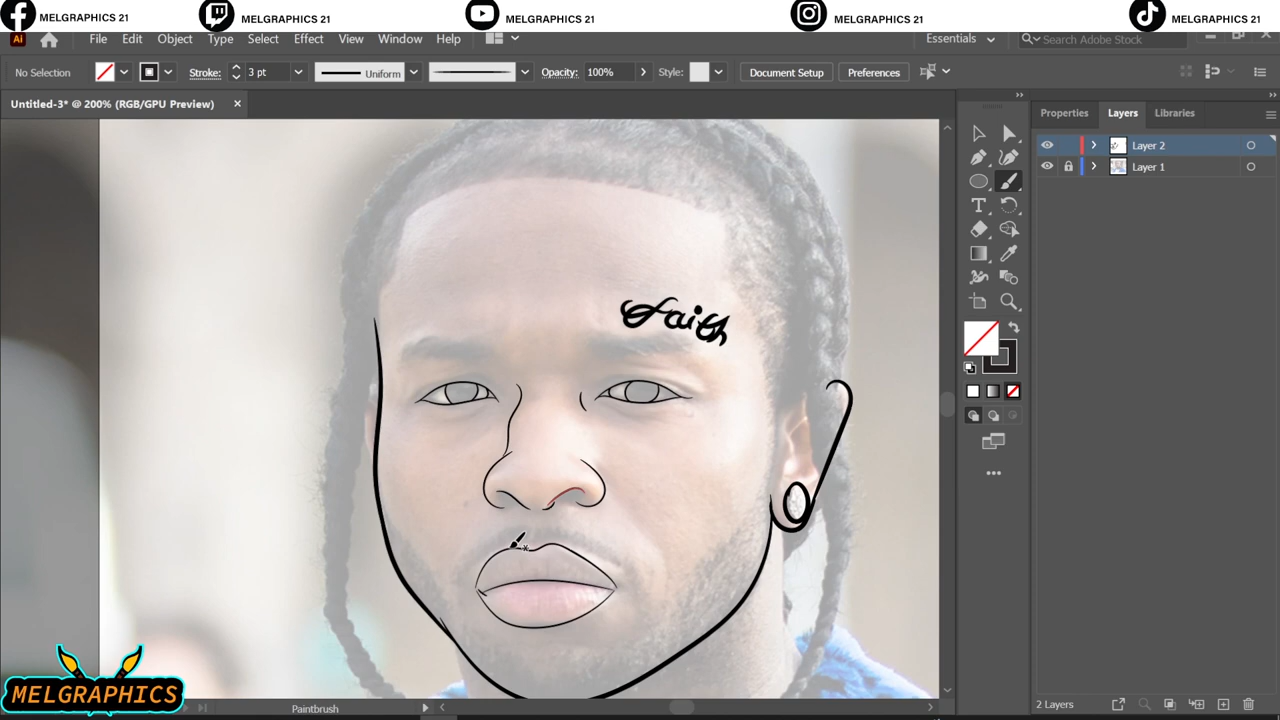 MELGRAPHICS 21 MELGRAPHICS 21 MELGRAPHICS 21 MELGRAPHICS 21 MELGRAPHICS 21
Ai File Edit Object Type Select Effect View Window Help Essentials Search Adobe Stock
No Selection Stroke: 3 pt Uniform Opacity: 100% Style: Document Setup Preferences
Untitled-3* @ 200% (RGB/GPU Preview)
Properties Layers Libraries
Layer 2
Layer 1
faith
MELGRAPHICS
Paintbrush
2 Layers